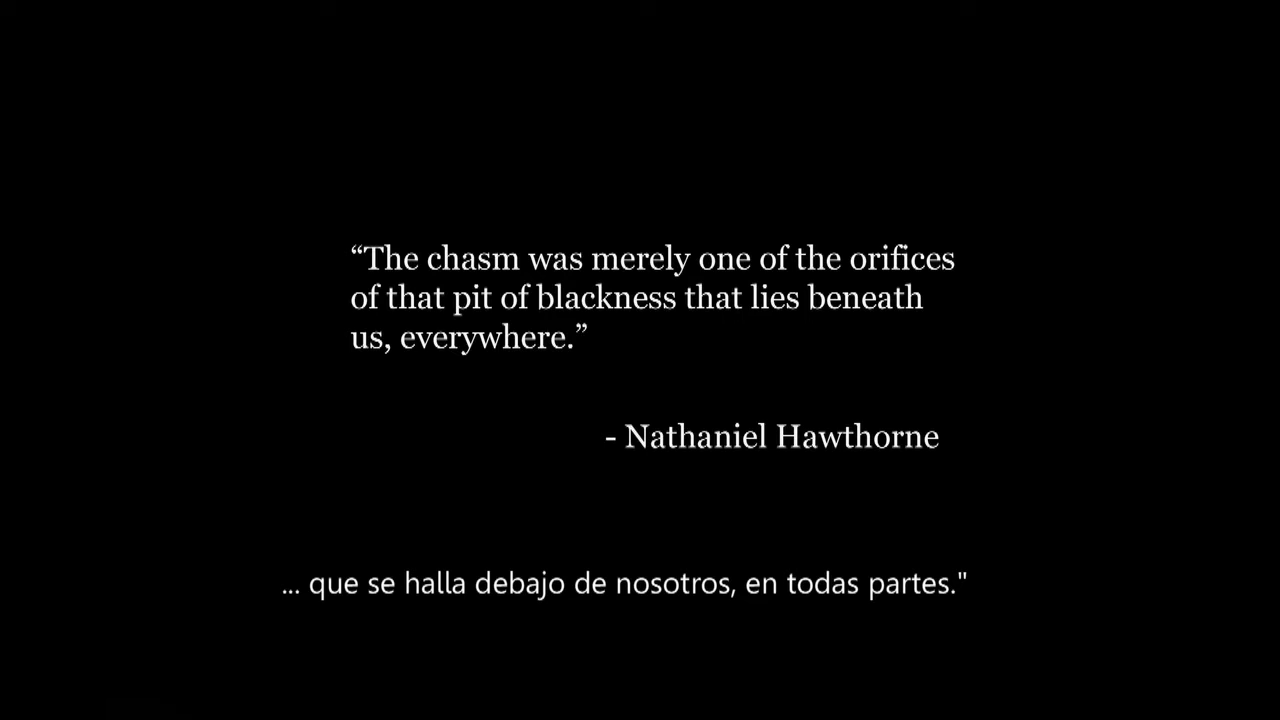 “The chasm was merely one of the orifices
of that pit of blackness that lies beneath
us, everywhere.”
- Nathaniel Hawthorne
... que se halla debajo de nosotros, en todas partes."